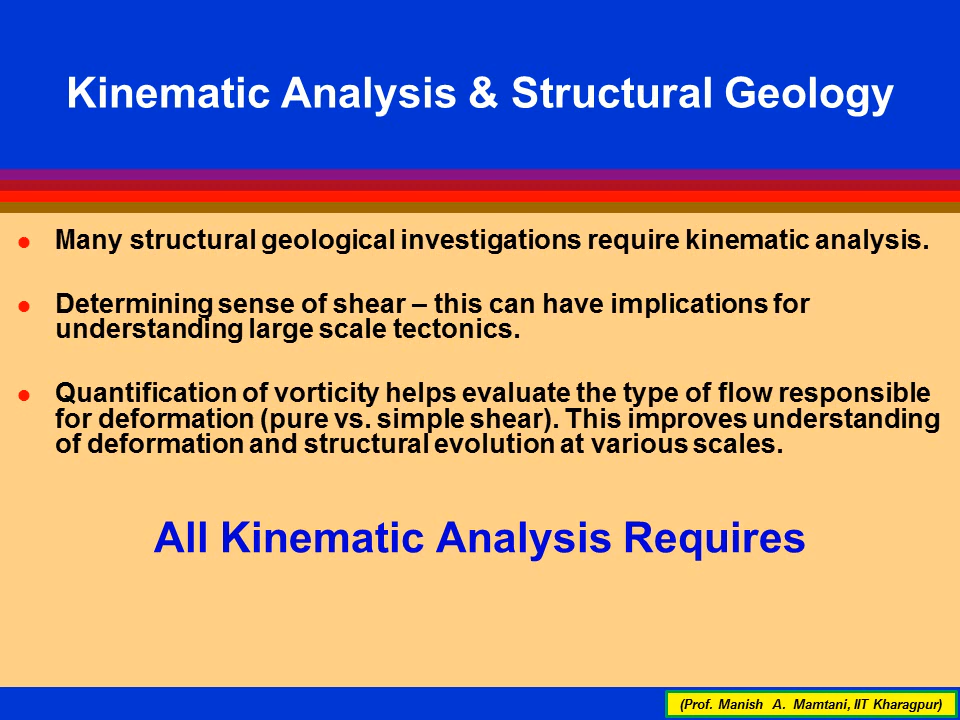 Kinematic Analysis & Structural Geology
Many structural geological investigations require kinematic analysis.
Determining sense of shear – this can have implications for
understanding large scale tectonics.
Quantification of vorticity helps evaluate the type of flow responsible
for deformation (pure vs. simple shear). This improves understanding
of deformation and structural evolution at various scales.
All Kinematic Analysis Requires
(Prof. Manish A. Mamtani, IIT Kharagpur)